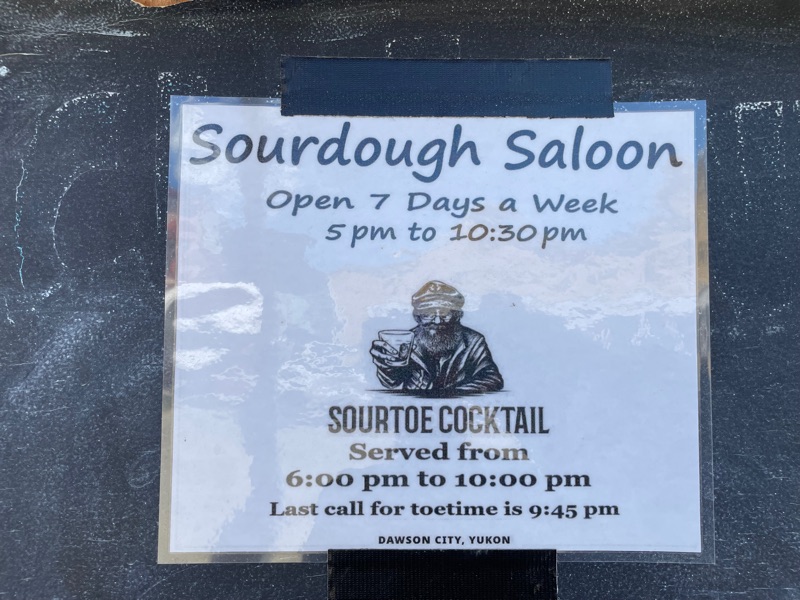 Sourdough Saloon
Open 7 Days a Week
5pm to 10:30pm
SOURTOE COCKTAIL
Served from
6:00 pm to 10:00 pm
Last call for toetime is 9:45 pm
DAWSON CITY, YUKON